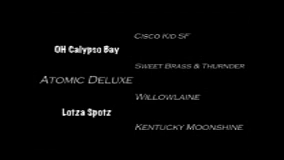 Cisco Kid SF
OH Calypso Bay
Sweet Brass & Thurnder
Atomic Deluxe
Willowlaine
Lotza Spotz
Kentucky Moonshine